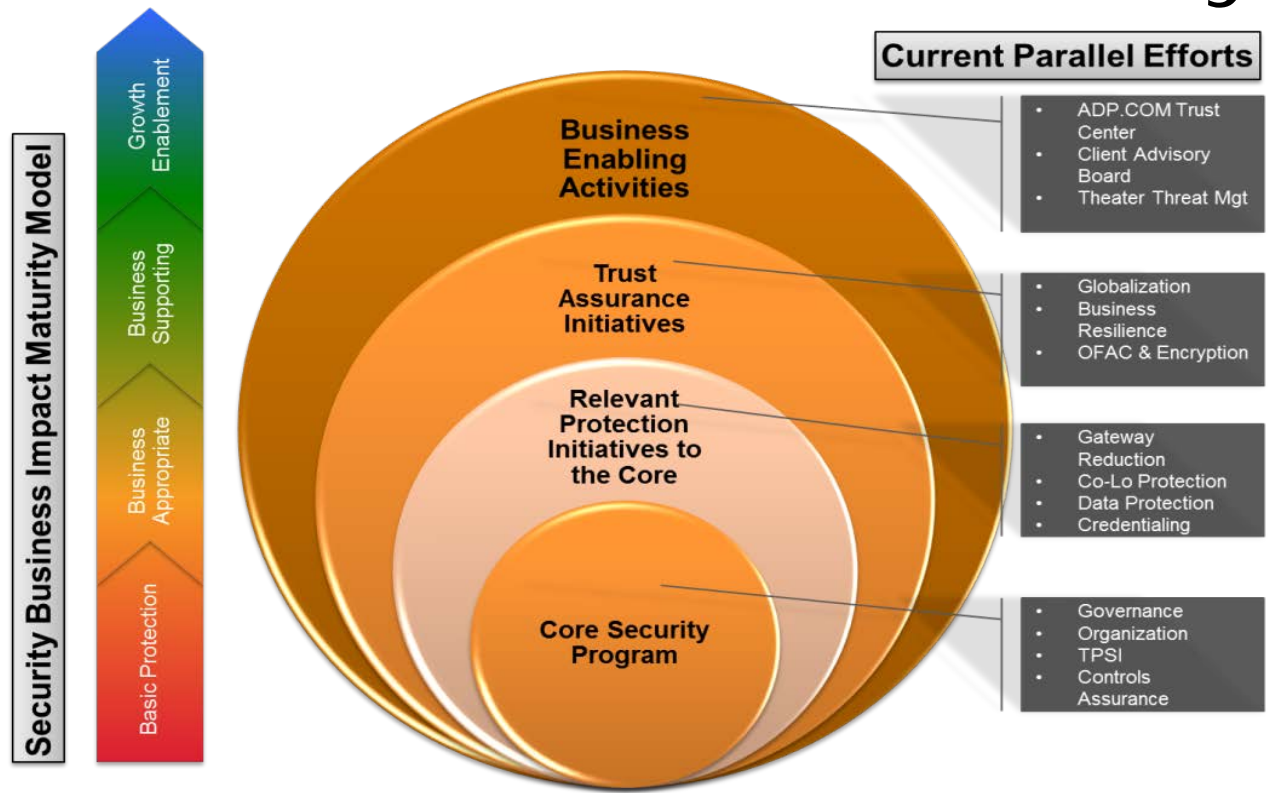 Current Parallel Efforts
Security Business Impact Maturity Model
Growth
Enablement
Business
Supporting
Business
Appropriate
Basic Protection
Business
Enabling
Activities
Trust
Assurance
Initiatives
Relevant
Protection
Initiatives to
the Core
Core Security
Program
• ADP.COM Trust
Center
• Client Advisory
Board
• Theater Threat Mgt
• Globalization
• Business
Resilience
• OFAC & Encryption
• Gateway
Reduction
• Co-Lo Protection
• Data Protection
• Credentialing
• Governance
• Organization
• TPSI
• Controls
Assurance